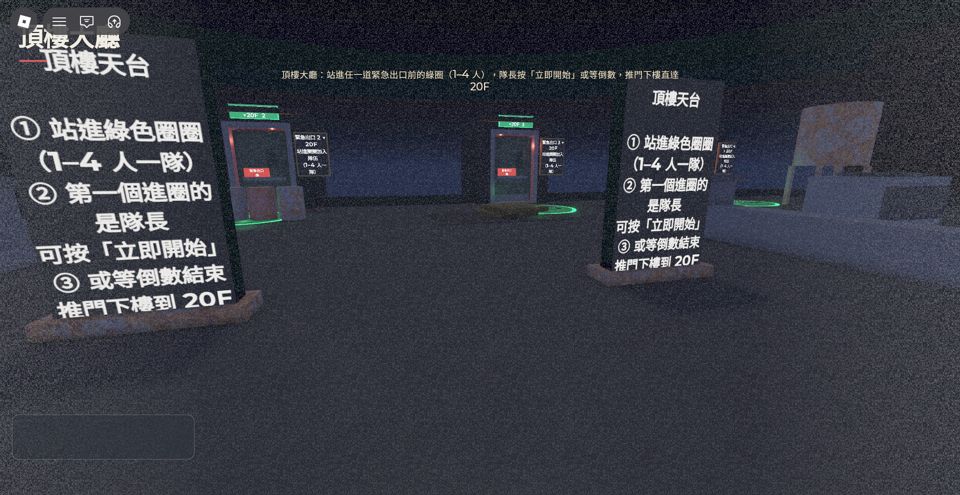 頂樓大廳
頂樓大廳：站進任一道緊急出口前的綠圈（1–4 人），隊長按「立即開始」或等倒數，推門下樓直達
20F
頂樓天台
① 站進綠色圈圈
（1–4 人一隊）
② 第一個進圈的
是隊長
可按「立即開始」
③ 或等倒數結束
推門下樓到 20F
頂樓天台
① 站進綠色圈圈
（1–4 人一隊）
② 第一個進圈的
是隊長
可按「立即開始」
③ 或等倒數結束
推門下樓到 20F
緊急出口 2
20F